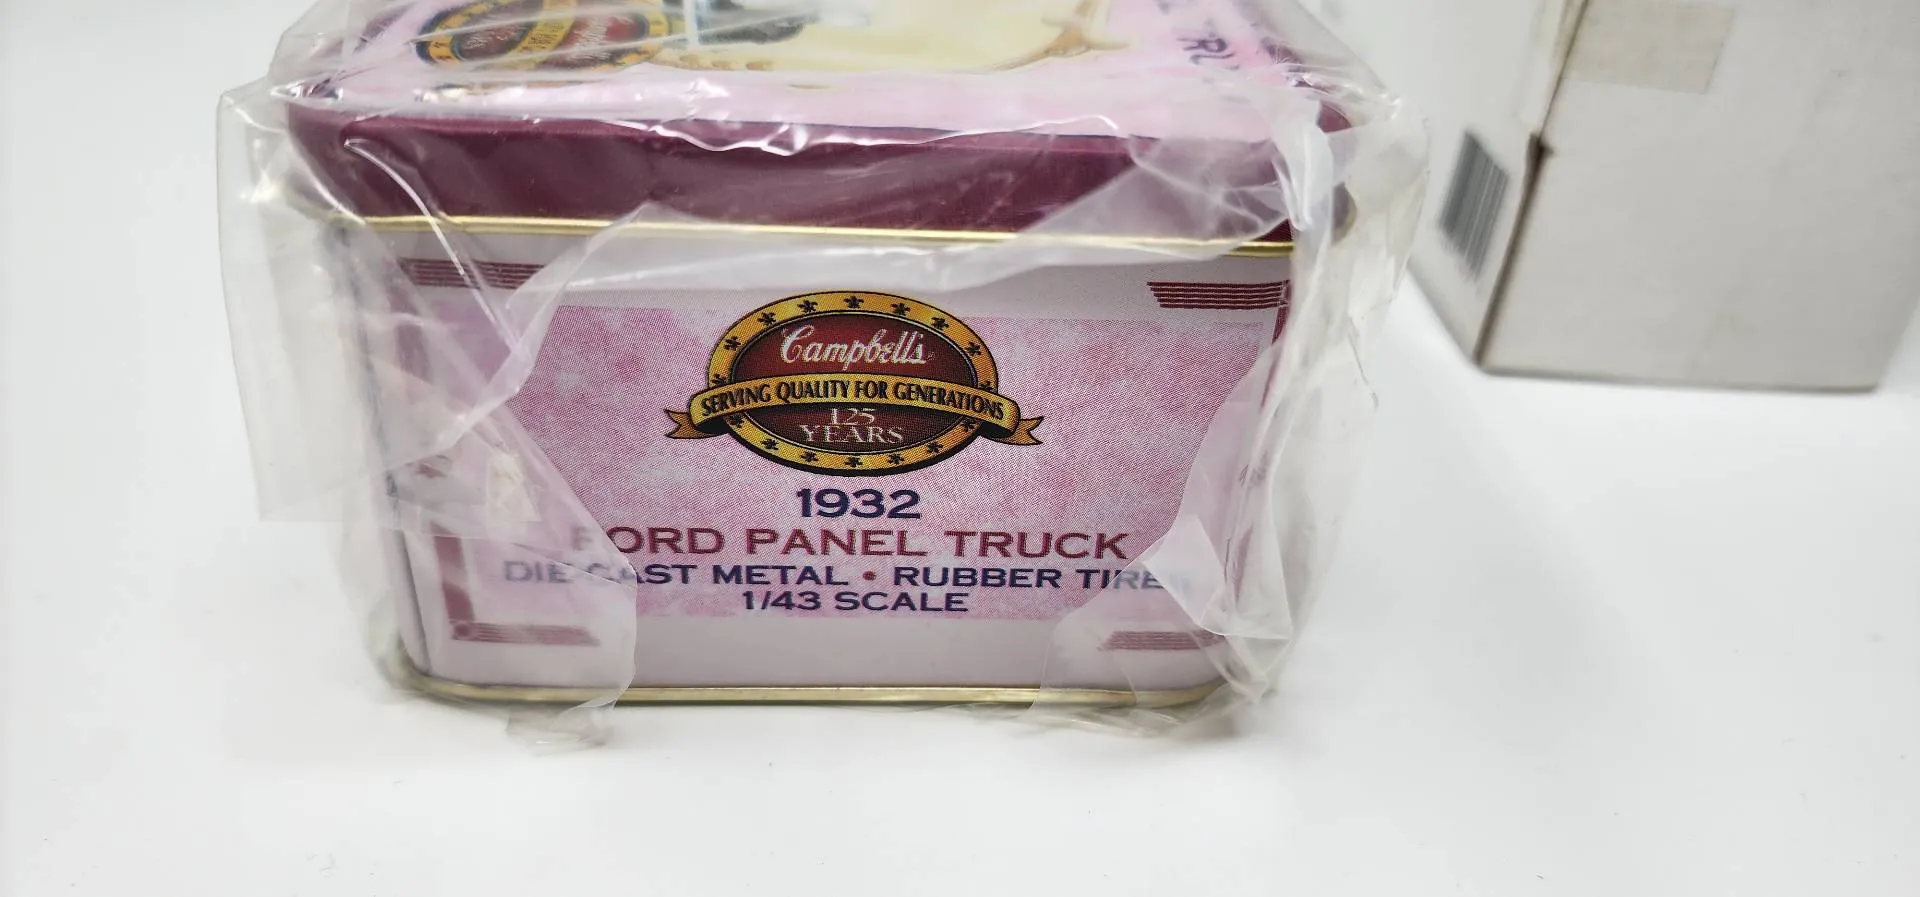 Campbell's
SERVING QUALITY FOR GENERATIONS
125
YEARS
1932
FORD PANEL TRUCK
DIE-CAST METAL • RUBBER TIRES
1/43 SCALE